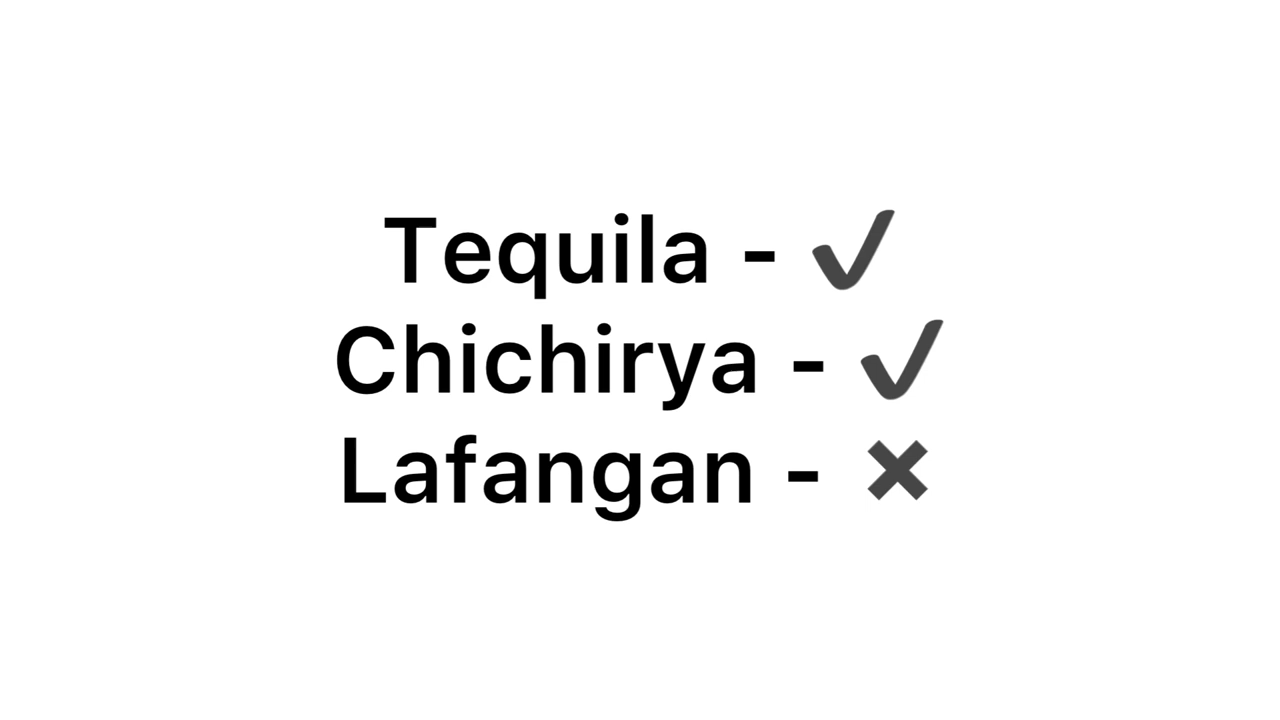 Tequila - ✔
Chichirya - ✔
Lafangan - ✖